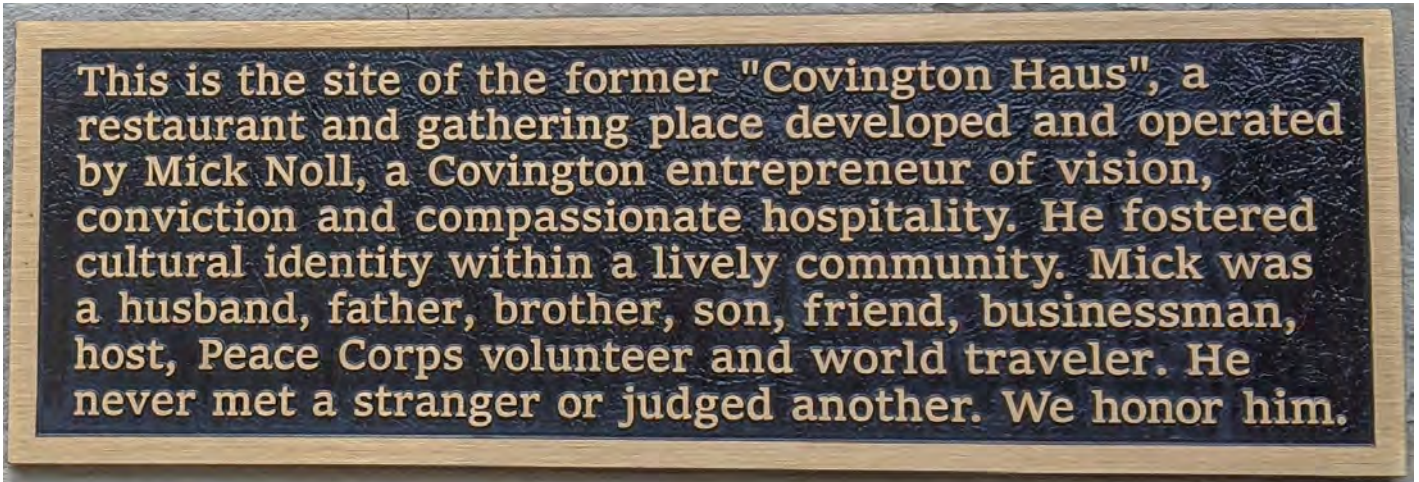 This is the site of the former "Covington Haus", a
restaurant and gathering place developed and operated
by Mick Noll, a Covington entrepreneur of vision,
conviction and compassionate hospitality. He fostered
cultural identity within a lively community. Mick was
a husband, father, brother, son, friend, businessman,
host, Peace Corps volunteer and world traveler. He
never met a stranger or judged another. We honor him.